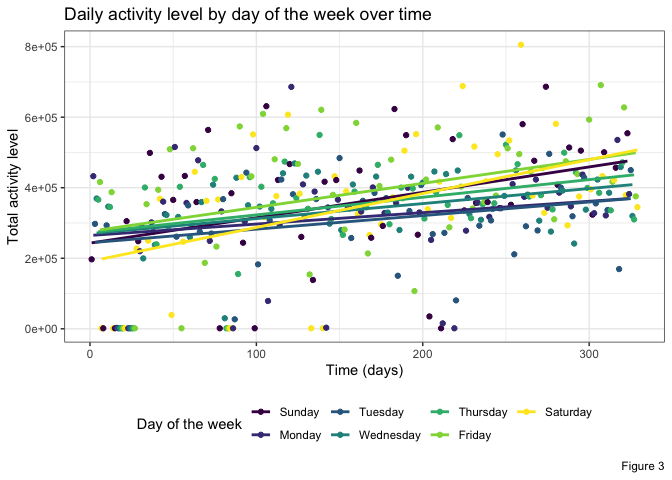 Daily activity level by day of the week over time
Total activity level
8e+05
6e+05
4e+05
2e+05
0e+00
0
100
200
300
Time (days)
Day of the week
Sunday
Tuesday
Thursday
Saturday
Monday
Wednesday
Friday
Figure 3